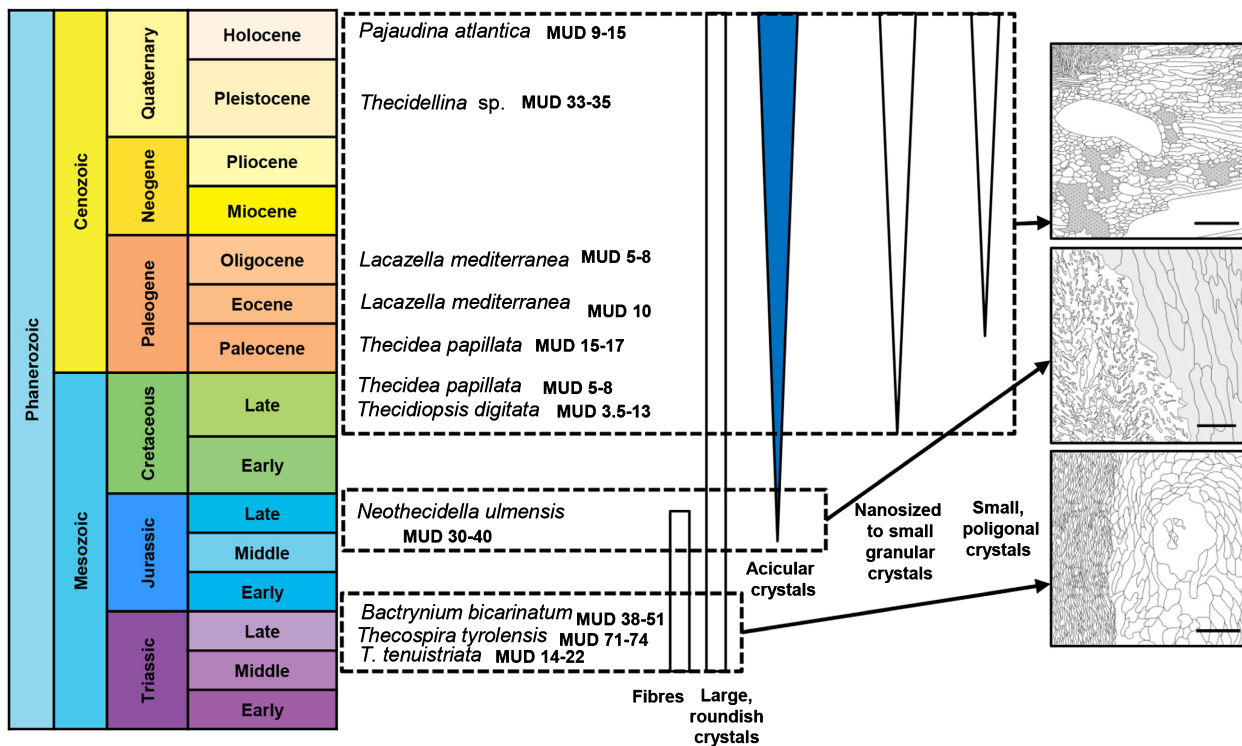 Phanerozoic
Cenozoic
Mesozoic
Quaternary
Neogene
Paleogene
Cretaceous
Jurassic
Triassic
Holocene
Pleistocene
Pliocene
Miocene
Oligocene
Eocene
Paleocene
Late
Early
Late
Middle
Early
Late
Middle
Early
Pajaudina atlantica MUD 9-15
Thecidellina sp. MUD 33-35
Lacazella mediterranea MUD 5-8
Lacazella mediterranea MUD 10
Thecidea papillata MUD 15-17
Thecidea papillata MUD 5-8
Thecidiopsis digitata MUD 3.5-13
Neothecidella ulmensis
MUD 30-40
Bactrynium bicarinatum MUD 38-51
Thecospira tyrolensis MUD 71-74
T. tenuistriata MUD 14-22
Fibres
Large,
roundish
crystals
Acicular
crystals
Nanosized
to small
granular
crystals
Small,
poligonal
crystals